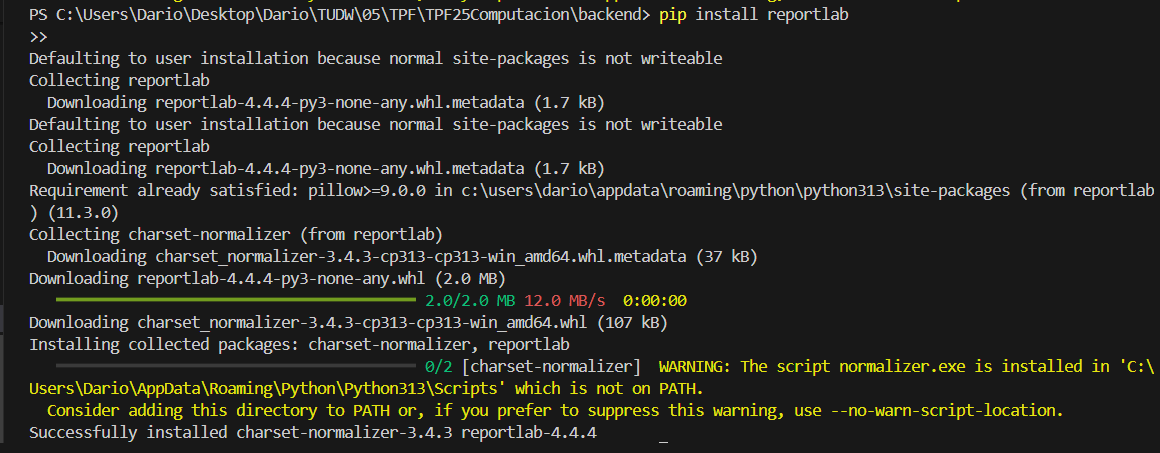 PS C:\Users\Dario\Desktop\Dario\TUDW\05\TPF\TPF25Computacion\backend> pip install reportlab
>>
Defaulting to user installation because normal site-packages is not writeable
Collecting reportlab
  Downloading reportlab-4.4.4-py3-none-any.whl.metadata (1.7 kB)
Defaulting to user installation because normal site-packages is not writeable
Collecting reportlab
  Downloading reportlab-4.4.4-py3-none-any.whl.metadata (1.7 kB)
Requirement already satisfied: pillow>=9.0.0 in c:\users\dario\appdata\roaming\python\python313\site-packages (from reportlab
) (11.3.0)
Collecting charset-normalizer (from reportlab)
  Downloading charset_normalizer-3.4.3-cp313-cp313-win_amd64.whl.metadata (37 kB)
Downloading reportlab-4.4.4-py3-none-any.whl (2.0 MB)
2.0/2.0 MB 12.0 MB/s  0:00:00
Downloading charset_normalizer-3.4.3-cp313-cp313-win_amd64.whl (107 kB)
Installing collected packages: charset-normalizer, reportlab
0/2 [charset-normalizer]  WARNING: The script normalizer.exe is installed in 'C:\
Users\Dario\AppData\Roaming\Python\Python313\Scripts' which is not on PATH.
  Consider adding this directory to PATH or, if you prefer to suppress this warning, use --no-warn-script-location.
Successfully installed charset-normalizer-3.4.3 reportlab-4.4.4